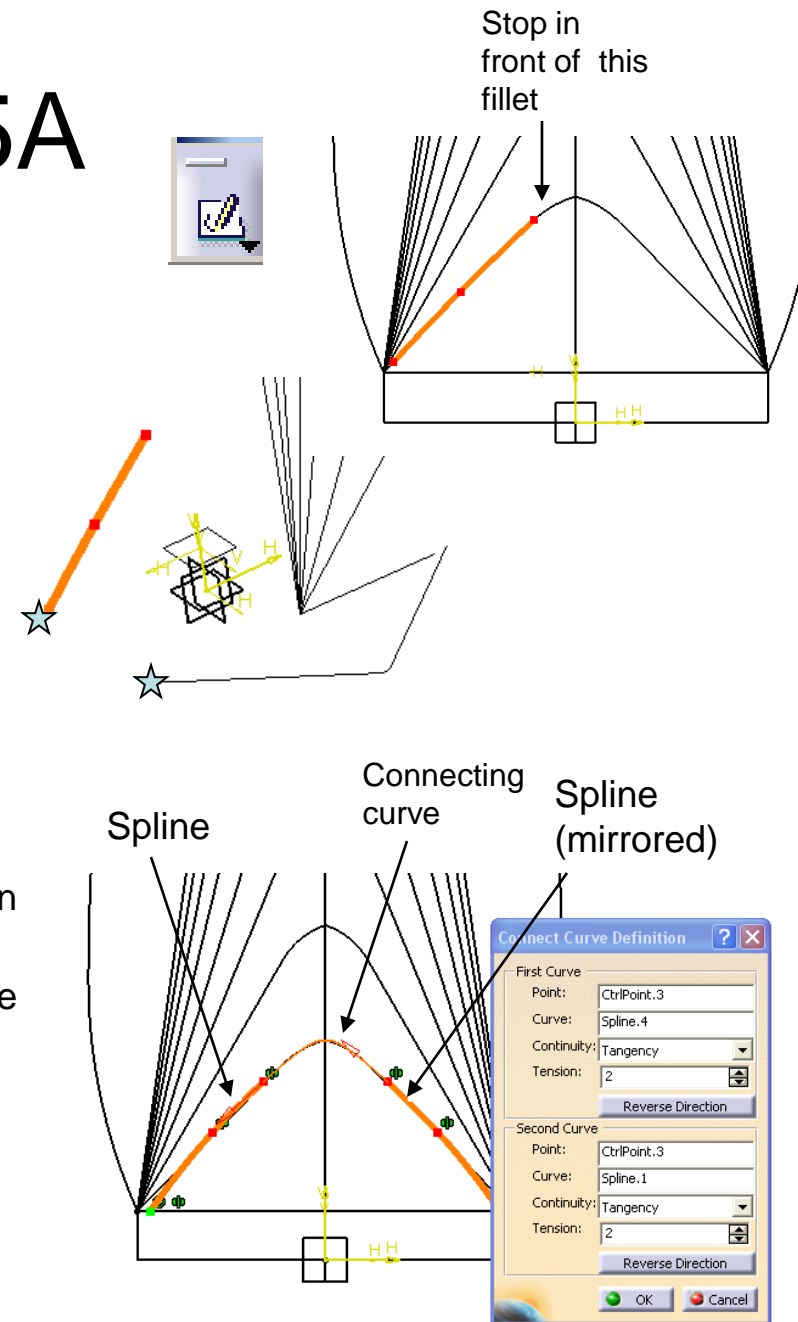 Stop in
front of this
fillet
5A
V
H
H H
V
H
V
H
H
Connecting
curve
Spline
(mirrored)
Spline
n
e
V
H H
Connect Curve Definition
First Curve
Point: CtrlPoint.3
Curve: Spline.4
Continuity: Tangency
Tension: 2
Reverse Direction
Second Curve
Point: CtrlPoint.3
Curve: Spline.1
Continuity: Tangency
Tension: 2
Reverse Direction
OK Cancel